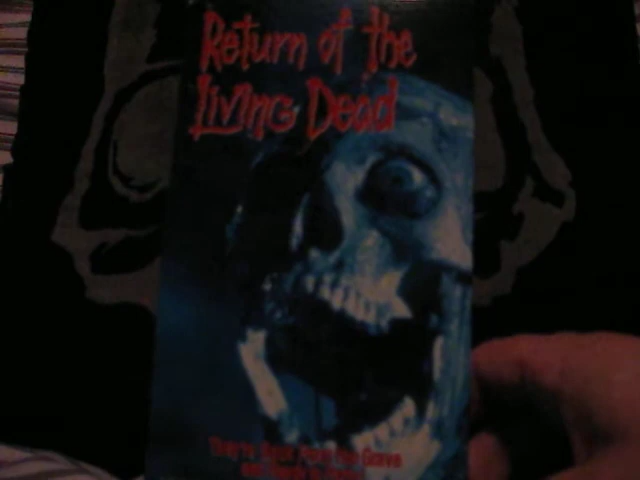 Return of the
Living Dead
They're Back From The Grave